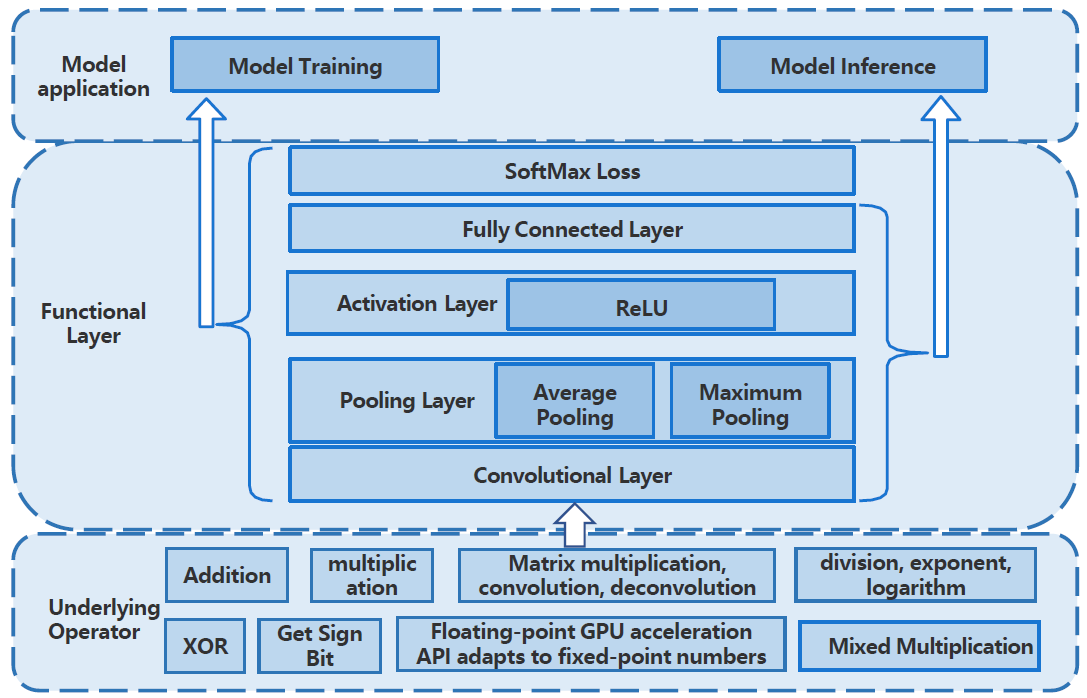 Model
application
Model Training
Model Inference
SoftMax Loss
Fully Connected Layer
Functional
Layer
Activation Layer
ReLU
Pooling Layer
Average
Pooling
Maximum
Pooling
Convolutional Layer
Underlying
Operator
Addition
multiplic
ation
Matrix multiplication,
convolution, deconvolution
division, exponent,
logarithm
XOR
Get Sign
Bit
Floating-point GPU acceleration
API adapts to fixed-point numbers
Mixed Multiplication